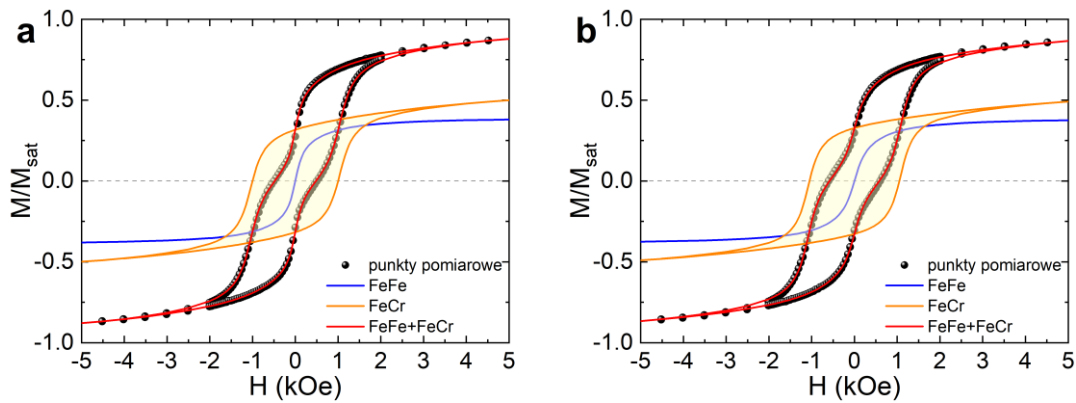 a
1.0
0.5
0.0
-0.5
-1.0
M/Msat
punkty pomiarowe
FeFe
FeCr
FeFe+FeCr
-5 -4 -3 -2 -1 0 1 2 3 4 5
H (kOe)
b
1.0
0.5
0.0
-0.5
-1.0
M/Msat
punkty pomiarowe
FeFe
FeCr
FeFe+FeCr
-5 -4 -3 -2 -1 0 1 2 3 4 5
H (kOe)